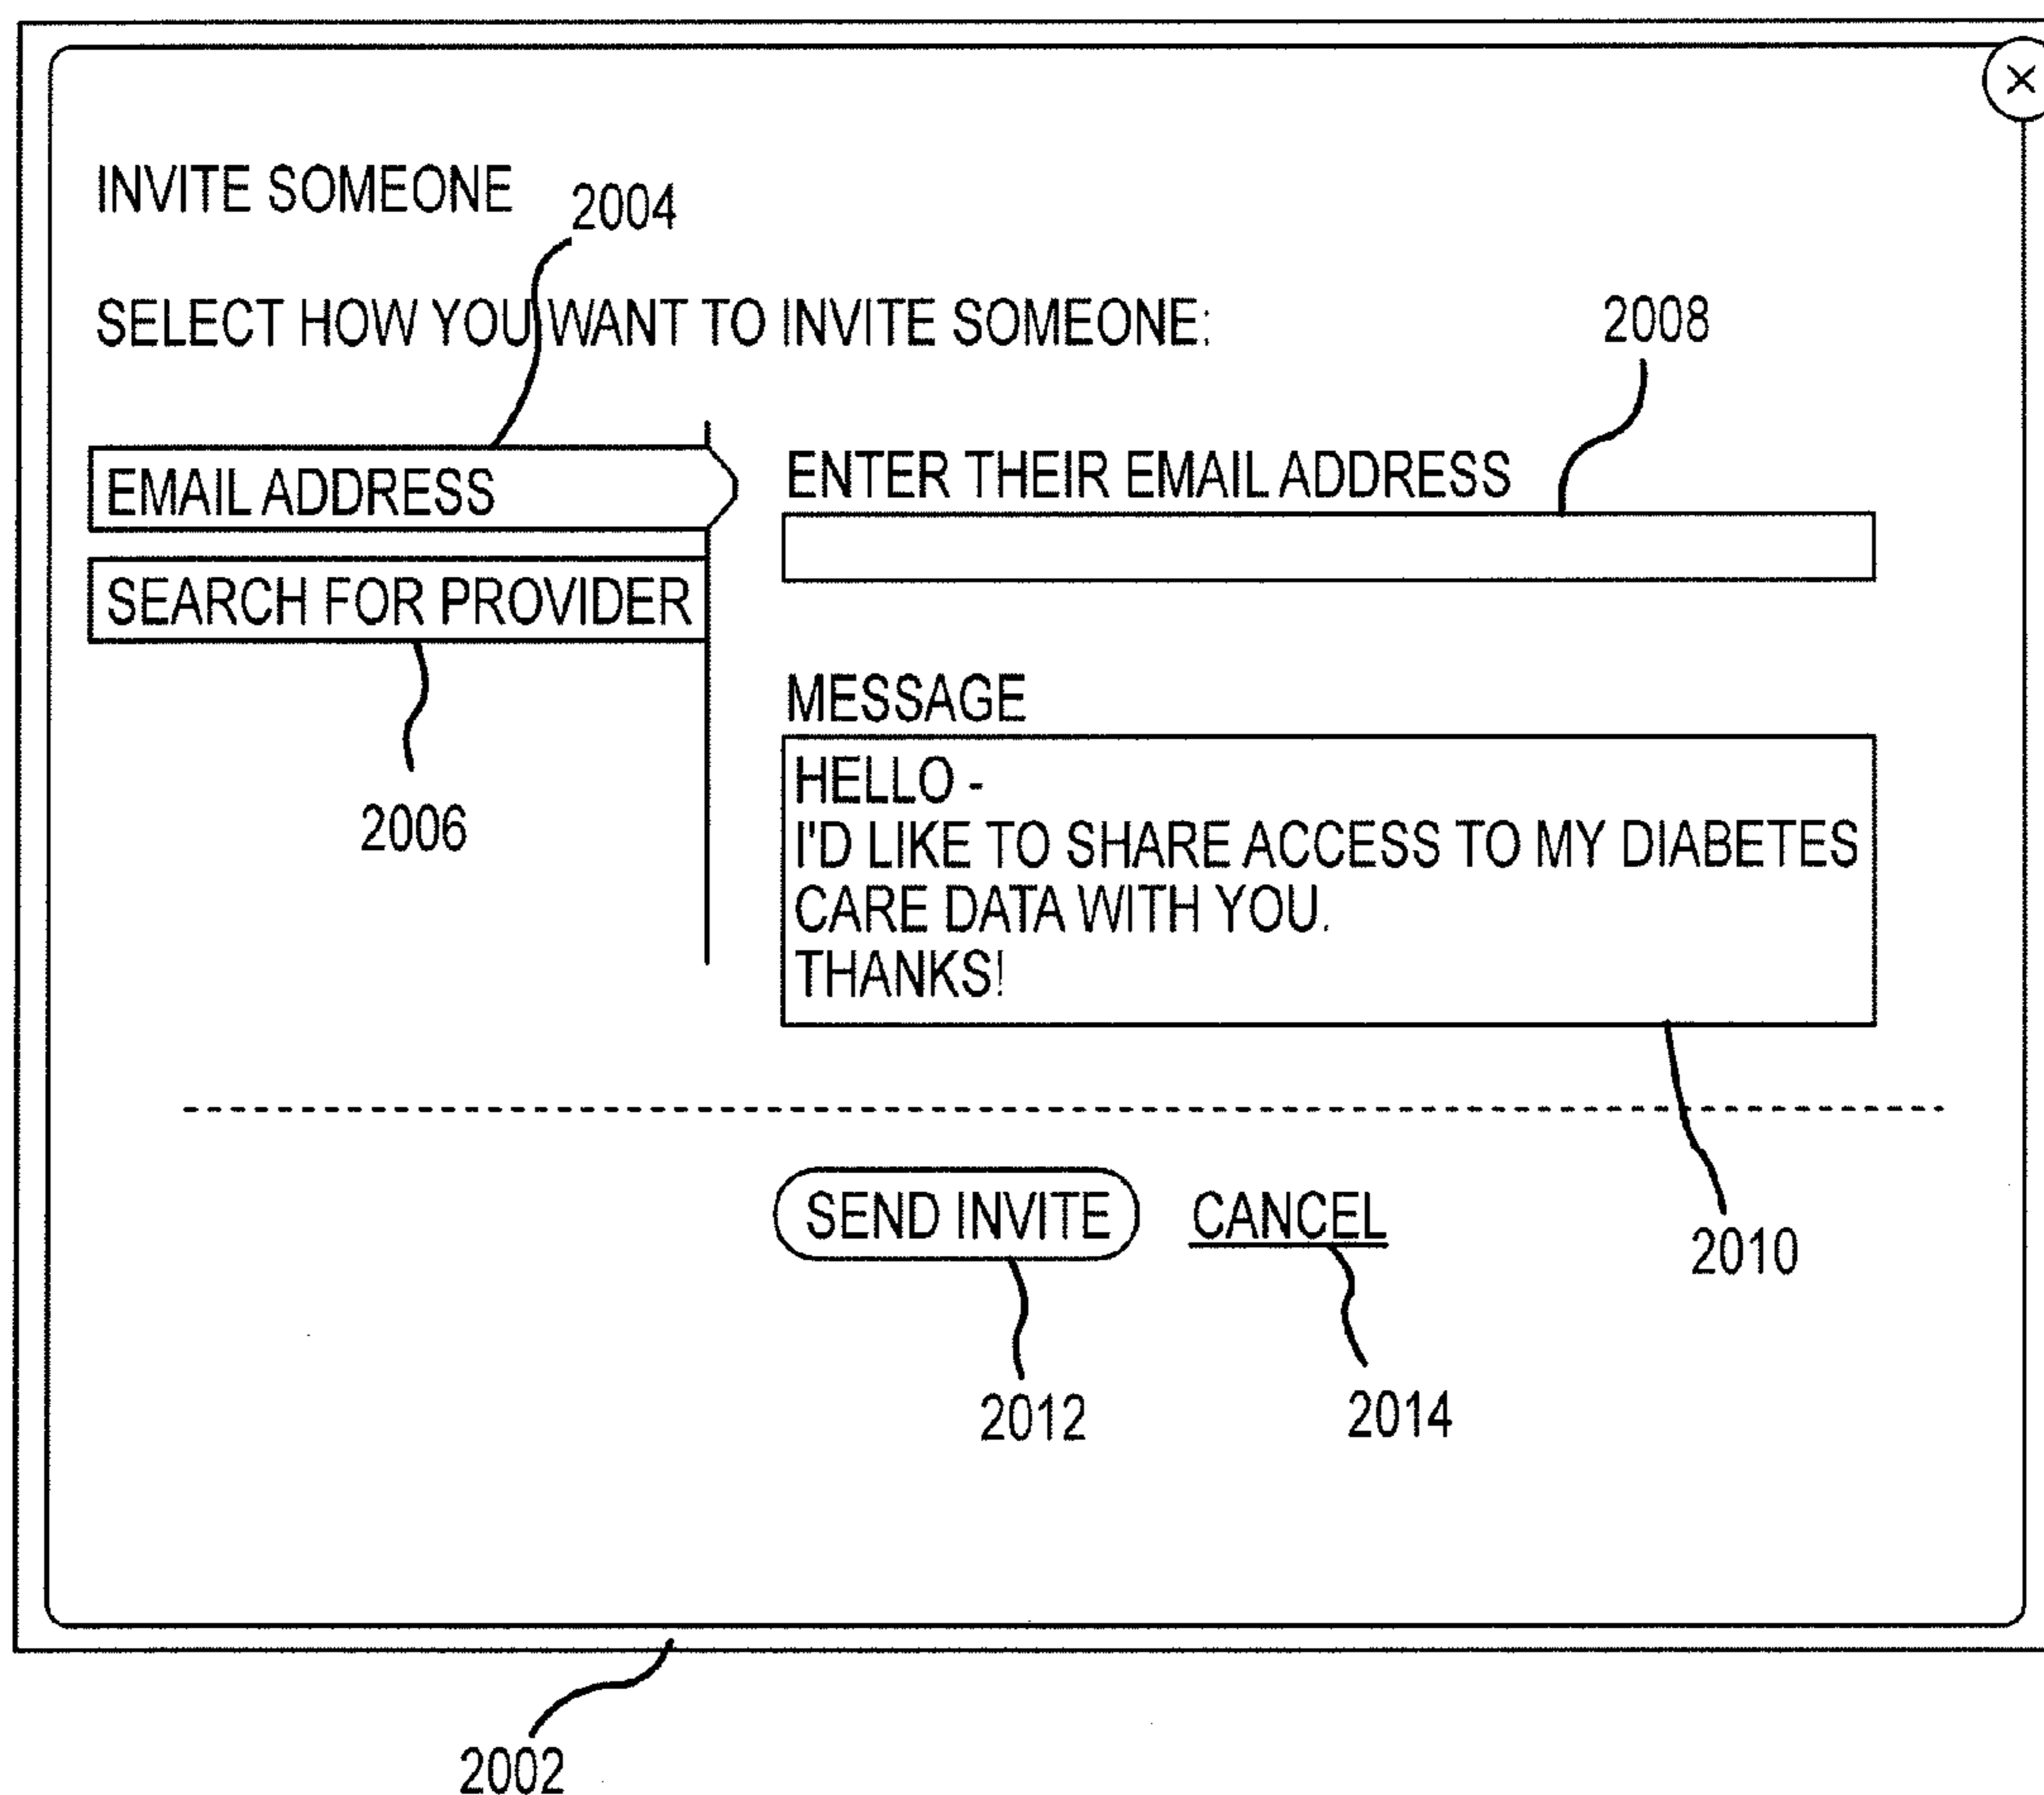 X
INVITE SOMEONE
2004
SELECT HOW YOU WANT TO INVITE SOMEONE:
2008
EMAIL ADDRESS
SEARCH FOR PROVIDER
2006
ENTER THEIR EMAIL ADDRESS
MESSAGE
HELLO -
I'D LIKE TO SHARE ACCESS TO MY DIABETES
CARE DATA WITH YOU.
THANKS!
2010
SEND INVITE CANCEL
2012 2014
2002